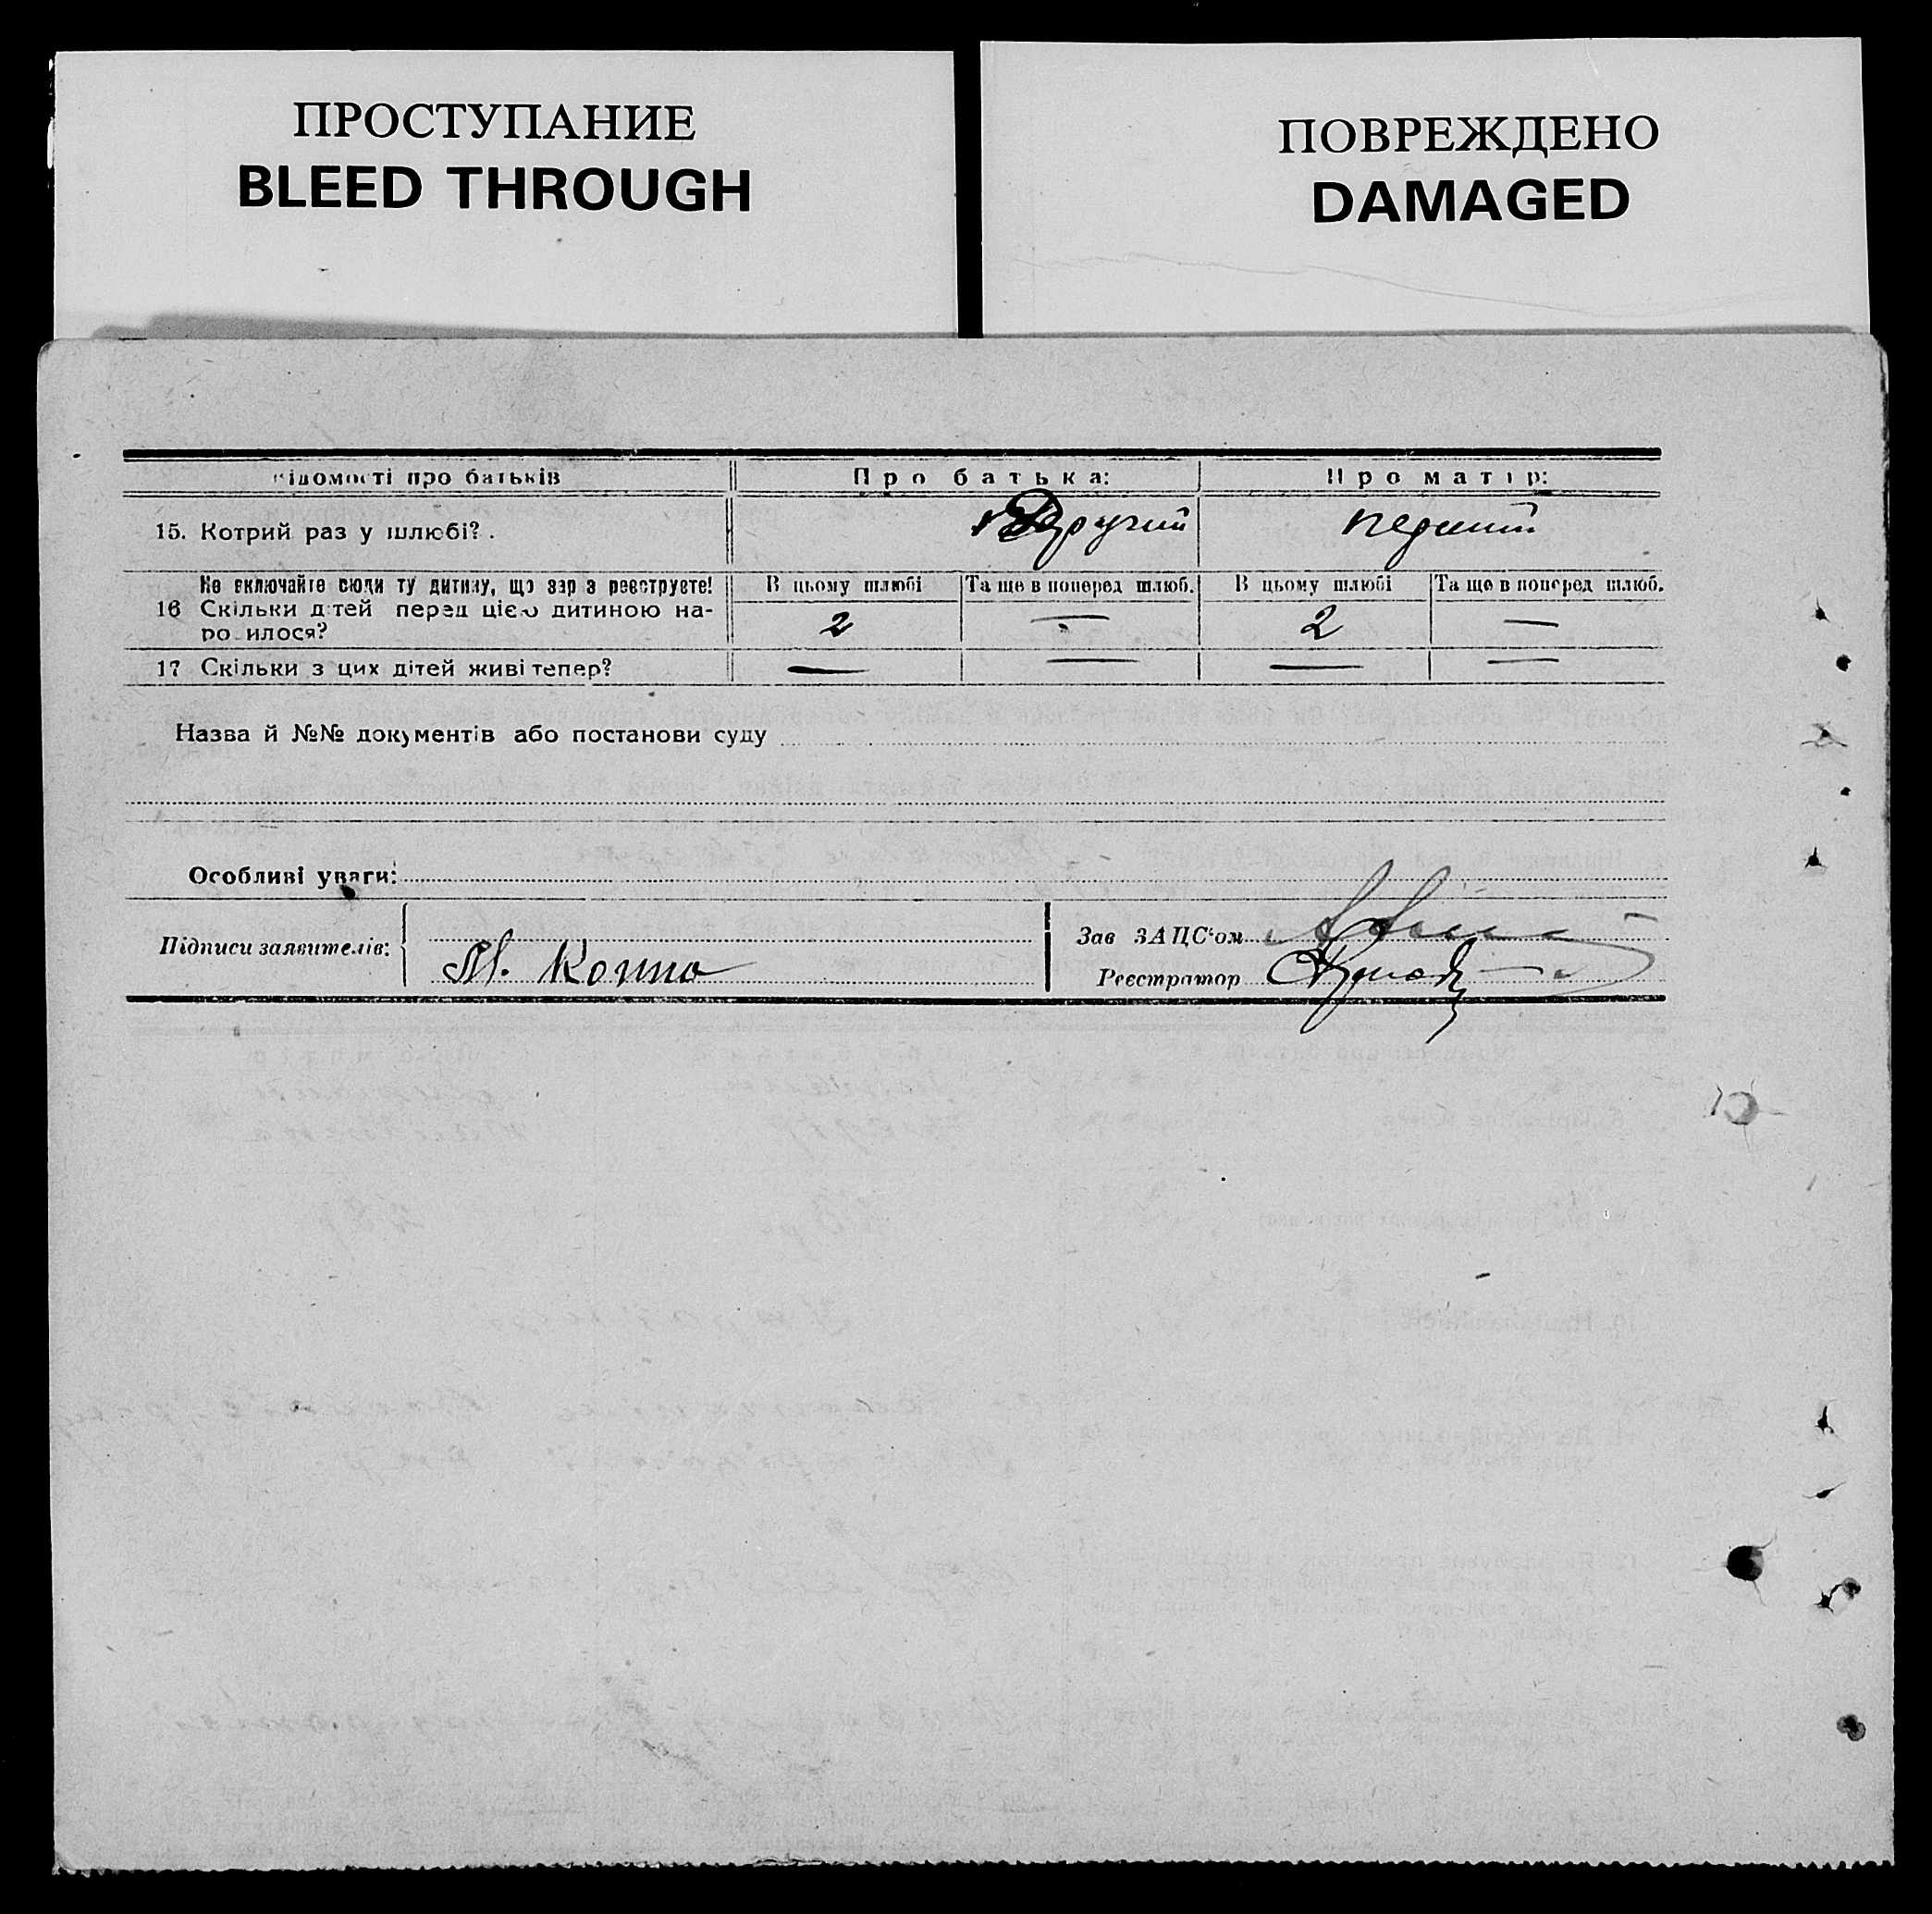 ПРОСТУПАНИЕ
BLEED THROUGH
ПОВРЕЖДЕНО
DAMAGED
відомості про батьків Про батька: Про матір:
15. Котрий раз у шлюбі? . другий перший
Не включайте сюди ту дитину, що зар з реєструєте! В цьому шлюбі Та ще в поперед шлюб. В цьому шлюбі Та ще в поперед шлюб.
16 Скільки дітей перед цією дитиною на-
ро илося? 2 — 2 —
17 Скільки з цих дітей живі тепер? — — — —
Назва й №№ документів або постанови суду
Особливі уваги:
Підписи заявителів: Зав ЗАЦС‘ом
Реєстратор